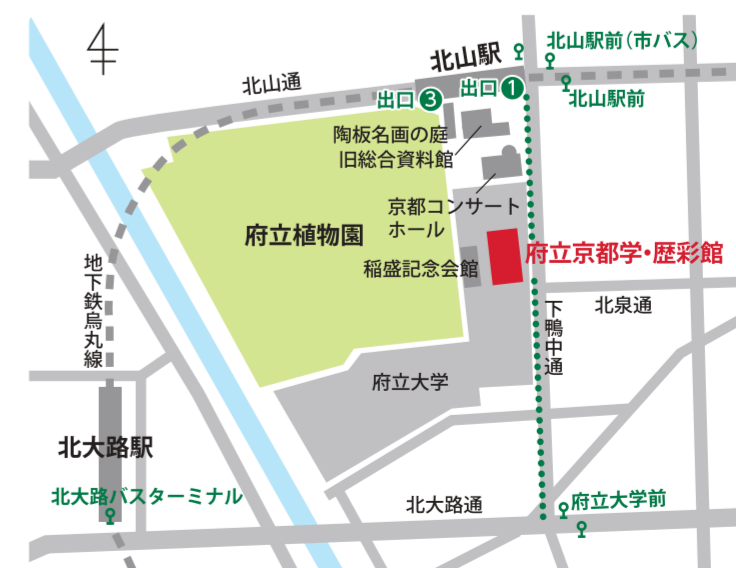 北山駅
北山駅前（市バス）
北山通
出口 3
出口 1
北山駅前
陶板名画の庭
旧総合資料館
京都コンサート
ホール
府立植物園
府立京都学・歴彩館
稲盛記念会館
地下鉄烏丸線
北泉通
下鴨中通
府立大学
北大路駅
北大路バスターミナル
北大路通
府立大学前